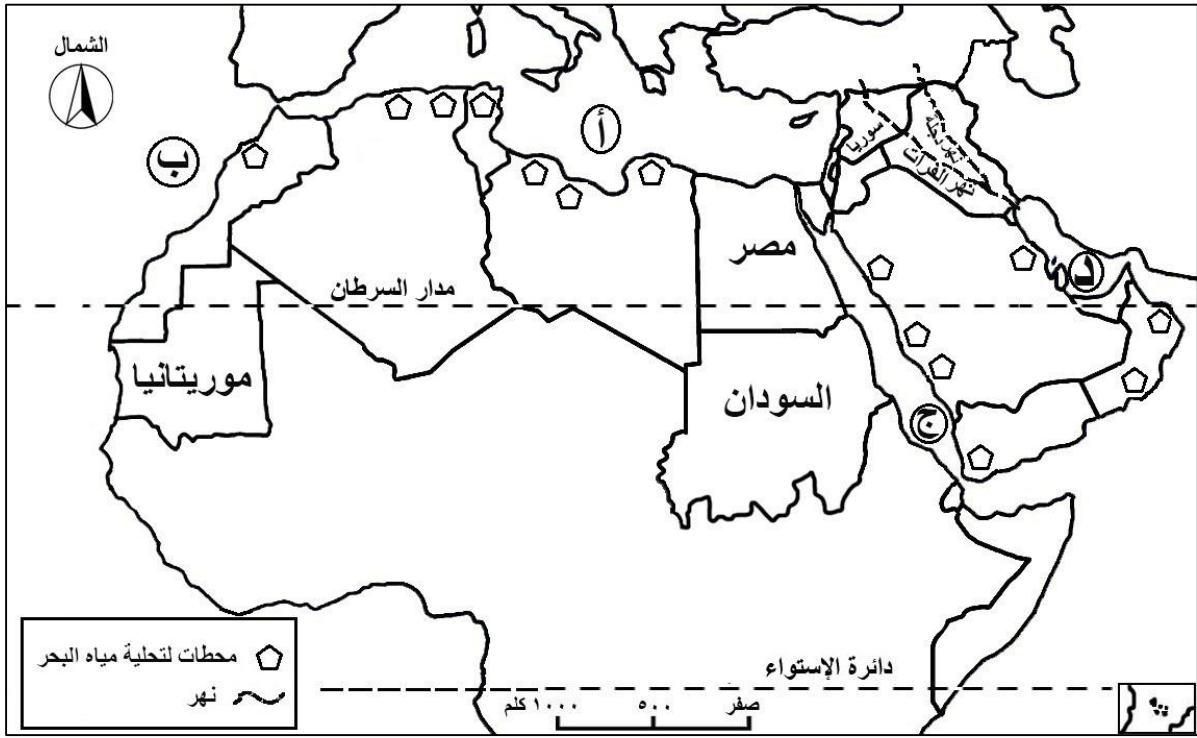 الشمال
أ
ب
سوريا
نهر دجلة
نهر الفرات
مصر
د
مدار السرطان
موريتانيا
السودان
ج
محطات لتحلية مياه البحر
نهر
دائرة الإستواء
صفر ٥٠٠ ١٠٠٠ كلم